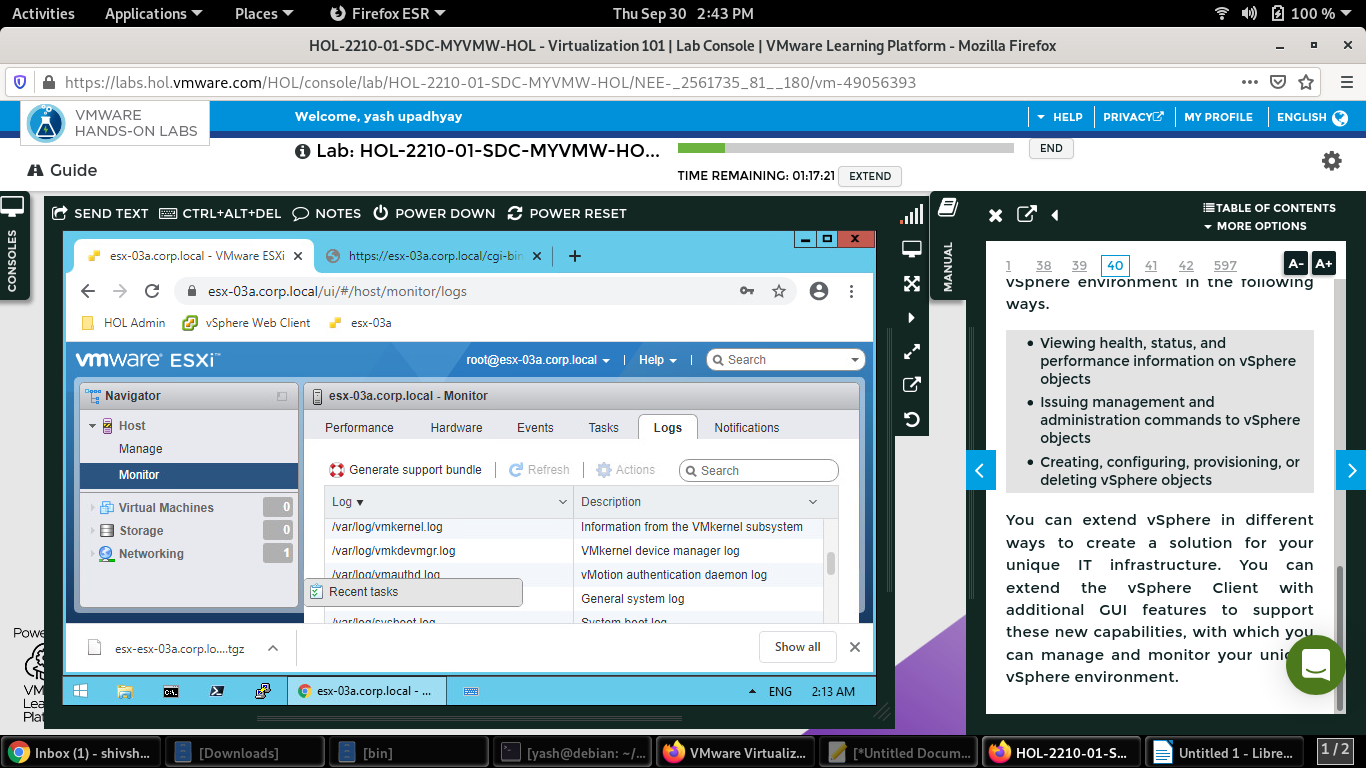 Activities Applications Places Firefox ESR Thu Sep 30 2:43 PM 100 %
HOL-2210-01-SDC-MYVMW-HOL - Virtualization 101 | Lab Console | VMware Learning Platform - Mozilla Firefox
https://labs.hol.vmware.com/HOL/console/lab/HOL-2210-01-SDC-MYVMW-HOL/NEE-_2561735_81__180/vm-49056393
VMWARE
HANDS-ON LABS
Welcome, yash upadhyay
HELP PRIVACY MY PROFILE ENGLISH
Guide
Lab: HOL-2210-01-SDC-MYVMW-HO...
END
TIME REMAINING: 01:17:21 EXTEND
CONSOLES
SEND TEXT CTRL+ALT+DEL NOTES POWER DOWN POWER RESET
esx-03a.corp.local - VMware ESXi https://esx-03a.corp.local/cgi-bin
esx-03a.corp.local/ui/#/host/monitor/logs
HOL Admin vSphere Web Client esx-03a
vmware ESXi™
root@esx-03a.corp.local Help Search
Navigator
Host
Manage
Monitor
Virtual Machines 0
Storage 0
Networking 1
esx-03a.corp.local - Monitor
Performance Hardware Events Tasks Logs Notifications
Generate support bundle Refresh Actions Search
Log Description
/var/log/vmkernel.log Information from the VMkernel subsystem
/var/log/vmkdevmgr.log VMkernel device manager log
/var/log/vmauthd.log vMotion authentication daemon log
General system log
/var/log/sysboot.log System boot log
Recent tasks
esx-esx-03a.corp.lo....tgz Show all
esx-03a.corp.local - ... ENG 2:13 AM
MANUAL
TABLE OF CONTENTS
MORE OPTIONS
1 38 39 40 41 42 597 A- A+
vSphere environment in the following
ways.
• Viewing health, status, and
performance information on vSphere
objects
• Issuing management and
administration commands to vSphere
objects
• Creating, configuring, provisioning, or
deleting vSphere objects
You can extend vSphere in different
ways to create a solution for your
unique IT infrastructure. You can
extend the vSphere Client with
additional GUI features to support
these new capabilities, with which you
can manage and monitor your
vSphere environment.
Inbox (1) - shivsh... [Downloads] [bin] [yash@debian: ~/... VMware Virtualiz... [*Untitled Docum... HOL-2210-01-S... Untitled 1 - Libre... 1 / 2